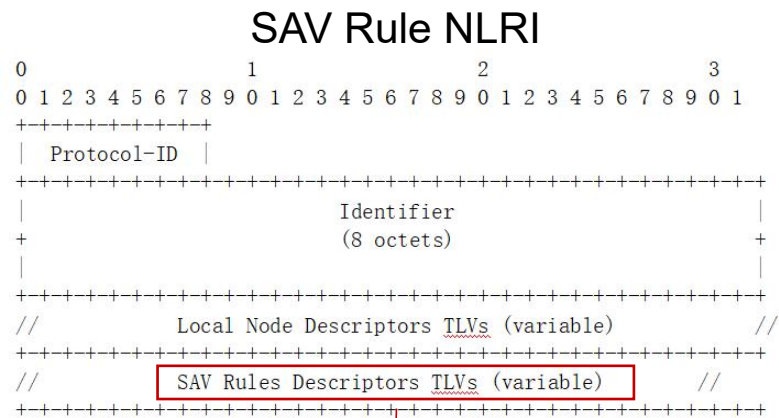 SAV Rule NLRI
0                   1                   2                   3
0 1 2 3 4 5 6 7 8 9 0 1 2 3 4 5 6 7 8 9 0 1 2 3 4 5 6 7 8 9 0 1
+-+-+-+-+-+-+-+-+
|  Protocol-ID  |
+-+-+-+-+-+-+-+-+-+-+-+-+-+-+-+-+-+-+-+-+-+-+-+-+-+-+-+-+-+-+-+-+
|                           Identifier                          |
+                           (8 octets)                          +
|                                                               |
+-+-+-+-+-+-+-+-+-+-+-+-+-+-+-+-+-+-+-+-+-+-+-+-+-+-+-+-+-+-+-+-+
//            Local Node Descriptors TLVs (variable)            //
+-+-+-+-+-+-+-+-+-+-+-+-+-+-+-+-+-+-+-+-+-+-+-+-+-+-+-+-+-+-+-+-+
//            SAV Rules Descriptors TLVs (variable)        //
+-+-+-+-+-+-+-+-+-+-+-+-+-+-+-+-+-+-+-+-+-+-+-+-+-+-+-+-+-+-+-+-+